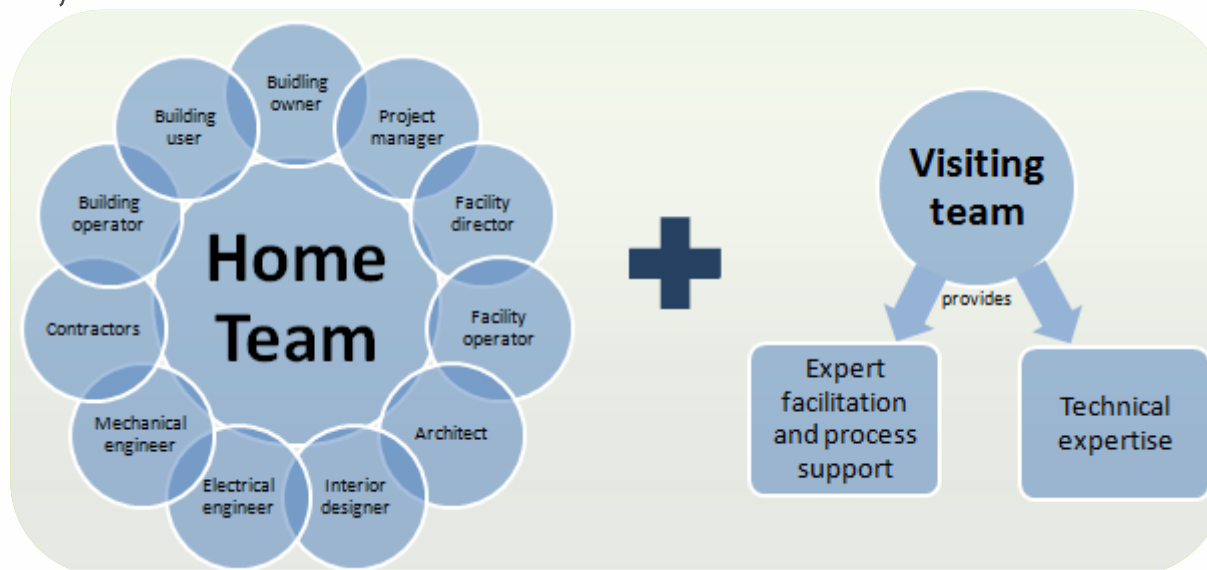 Buidling
owner
Project
manager
Facility
director
Facility
operator
Architect
Interior
designer
Electrical
engineer
Mechanical
engineer
Contractors
Building
operator
Building
user
Home
Team
Visiting
team
provides
Expert
facilitation
and process
support
Technical
expertise